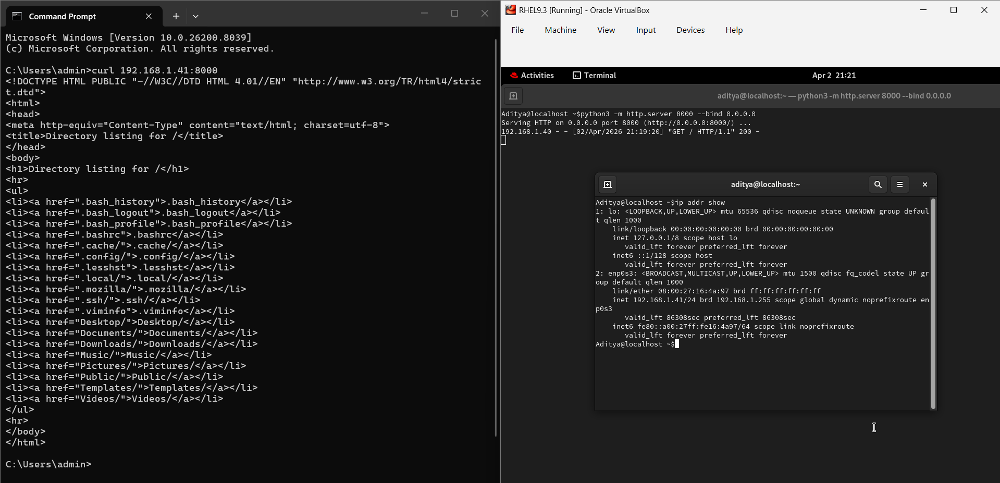 Command Prompt
Microsoft Windows [Version 10.0.26200.8039]
(c) Microsoft Corporation. All rights reserved.
C:\Users\admin>curl 192.168.1.41:8000
<!DOCTYPE HTML PUBLIC "-//W3C//DTD HTML 4.01//EN" "http://www.w3.org/TR/html4/stric
t.dtd">
<html>
<head>
<meta http-equiv="Content-Type" content="text/html; charset=utf-8">
<title>Directory listing for /</title>
</head>
<body>
<h1>Directory listing for /</h1>
<hr>
<ul>
<li><a href=".bash_history">.bash_history</a></li>
<li><a href=".bash_logout">.bash_logout</a></li>
<li><a href=".bash_profile">.bash_profile</a></li>
<li><a href=".bashrc">.bashrc</a></li>
<li><a href=".cache/">.cache/</a></li>
<li><a href=".config/">.config/</a></li>
<li><a href=".lesshst">.lesshst</a></li>
<li><a href=".local/">.local/</a></li>
<li><a href=".mozilla/">.mozilla/</a></li>
<li><a href=".ssh/">.ssh/</a></li>
<li><a href=".viminfo">.viminfo</a></li>
<li><a href="Desktop/">Desktop/</a></li>
<li><a href="Documents/">Documents/</a></li>
<li><a href="Downloads/">Downloads/</a></li>
<li><a href="Music/">Music/</a></li>
<li><a href="Pictures/">Pictures/</a></li>
<li><a href="Public/">Public/</a></li>
<li><a href="Templates/">Templates/</a></li>
<li><a href="Videos/">Videos/</a></li>
</ul>
<hr>
</body>
</html>
C:\Users\admin>
RHEL9.3 [Running] - Oracle VirtualBox
File Machine View Input Devices Help
Activities Terminal Apr 2 21:21
aditya@localhost:~ — python3 -m http.server 8000 --bind 0.0.0.0
Aditya@localhost ~$python3 -m http.server 8000 --bind 0.0.0.0
Serving HTTP on 0.0.0.0 port 8000 (http://0.0.0.0:8000/) ...
192.168.1.40 - - [02/Apr/2026 21:19:20] "GET / HTTP/1.1" 200 -
aditya@localhost:~
Aditya@localhost ~$ip addr show
1: lo: <LOOPBACK,UP,LOWER_UP> mtu 65536 qdisc noqueue state UNKNOWN group defaul
t qlen 1000
link/loopback 00:00:00:00:00:00 brd 00:00:00:00:00:00
inet 127.0.0.1/8 scope host lo
valid_lft forever preferred_lft forever
inet6 ::1/128 scope host
valid_lft forever preferred_lft forever
2: enp0s3: <BROADCAST,MULTICAST,UP,LOWER_UP> mtu 1500 qdisc fq_codel state UP gr
oup default qlen 1000
link/ether 08:00:27:16:4a:97 brd ff:ff:ff:ff:ff:ff
inet 192.168.1.41/24 brd 192.168.1.255 scope global dynamic noprefixroute en
p0s3
valid_lft 86308sec preferred_lft 86308sec
inet6 fe80::a00:27ff:fe16:4a97/64 scope link noprefixroute
valid_lft forever preferred_lft forever
Aditya@localhost ~$